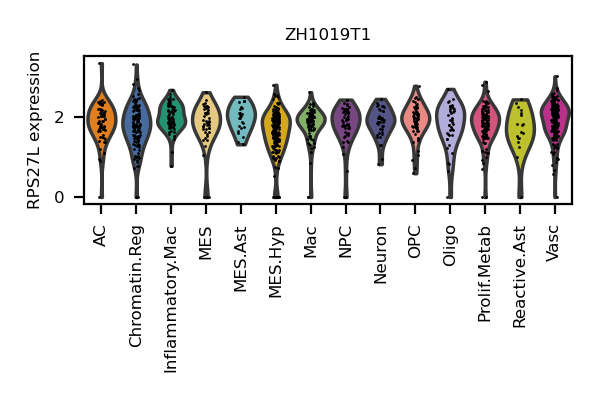 ZH1019T1
RPS27L expression
2
0
AC
Chromatin.Reg
Inflammatory.Mac
MES
MES.Ast
MES.Hyp
Mac
NPC
Neuron
OPC
Oligo
Prolif.Metab
Reactive.Ast
Vasc